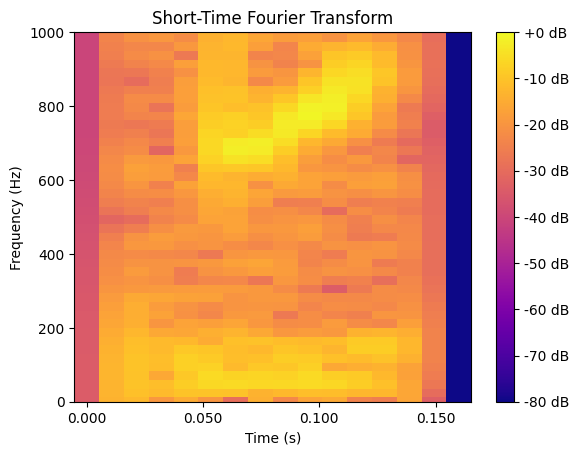 Short-Time Fourier Transform
1000
800
600
400
200
0
Frequency (Hz)
0.000
0.050
0.100
0.150
Time (s)
+0 dB
-10 dB
-20 dB
-30 dB
-40 dB
-50 dB
-60 dB
-70 dB
-80 dB